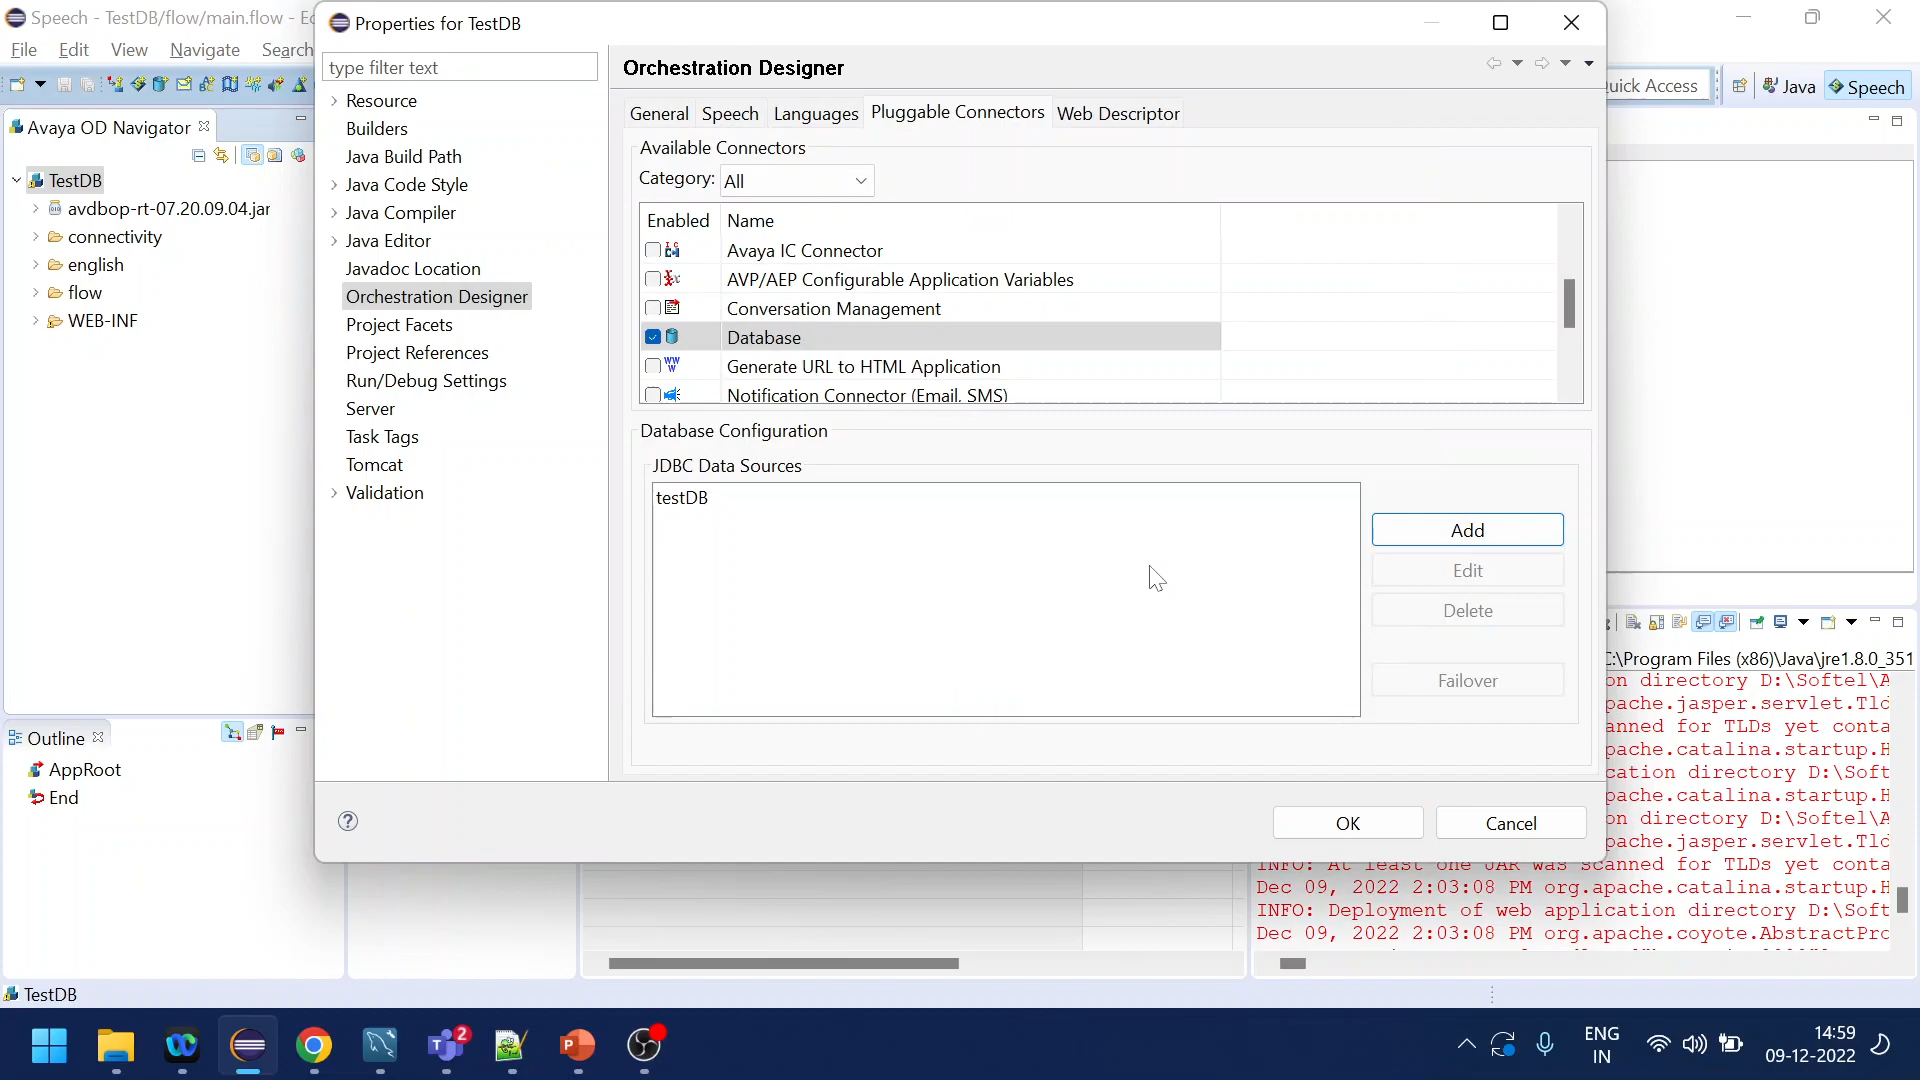 Speech - TestDB/flow/main.flow - Ec
File Edit View Navigate Search
Quick Access
Java
Speech
Avaya OD Navigator
TestDB
avdbop-rt-07.20.09.04.jar
connectivity
english
flow
WEB-INF
Outline
AppRoot
End
Properties for TestDB
type filter text
Resource
Builders
Java Build Path
Java Code Style
Java Compiler
Java Editor
Javadoc Location
Orchestration Designer
Project Facets
Project References
Run/Debug Settings
Server
Task Tags
Tomcat
Validation
Orchestration Designer
General Speech Languages Pluggable Connectors Web Descriptor
Available Connectors
Category: All
Enabled Name
Avaya IC Connector
AVP/AEP Configurable Application Variables
Conversation Management
Database
Generate URL to HTML Application
Notification Connector (Email, SMS)
Database Configuration
JDBC Data Sources
testDB
Add
Edit
Delete
Failover
OK Cancel
C:\Program Files (x86)\Java\jre1.8.0_351
on directory D:\Softel\A
pache.jasper.servlet.Tld
anned for TLDs yet conta
pache.catalina.startup.H
cation directory D:\Soft
pache.catalina.startup.H
on directory D:\Softel\A
pache.jasper.servlet.Tld
INFO: At least one JAR was scanned for TLDs yet conta
Dec 09, 2022 2:03:08 PM org.apache.catalina.startup.H
INFO: Deployment of web application directory D:\Soft
Dec 09, 2022 2:03:08 PM org.apache.coyote.AbstractPro
TestDB
2
ENG
IN
14:59
09-12-2022